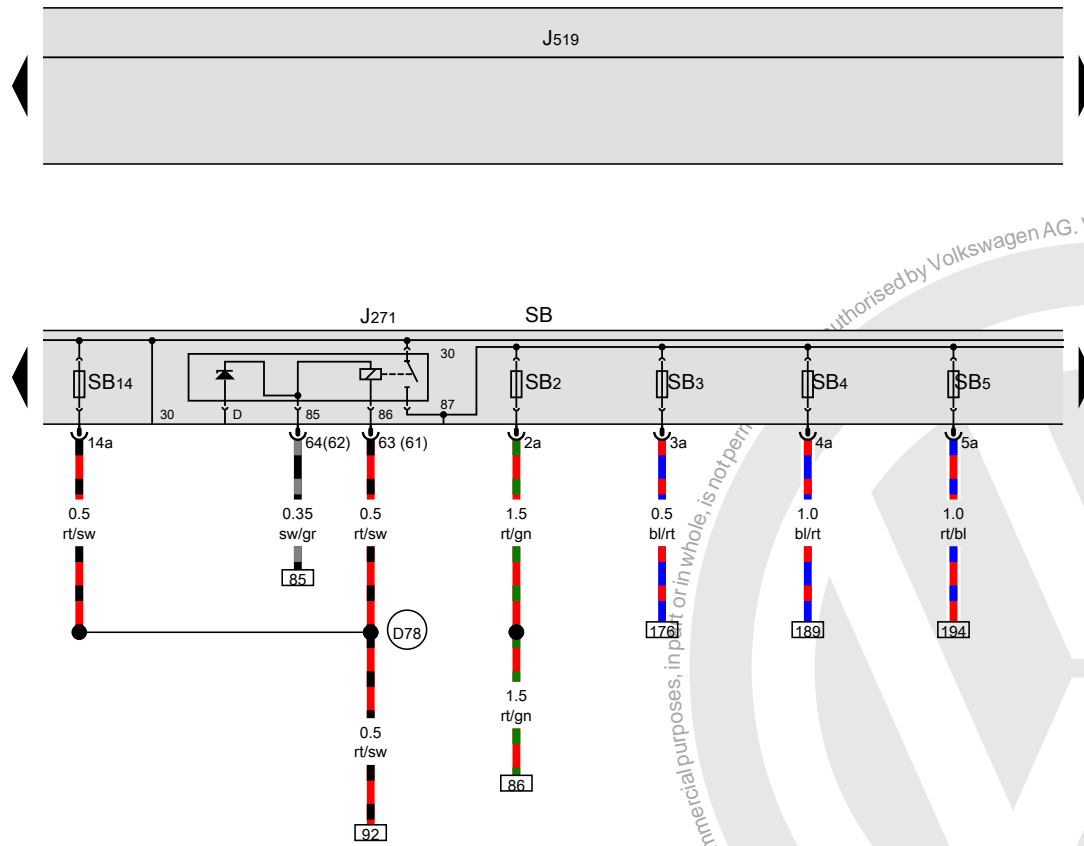 J519
authorised by Volkswagen AG.
J271 SB
30
SB14 SB2 SB3 SB4 SB5
30 D 85 86 87
14a 64(62) 63 (61) 2a 3a 4a 5a
0.5 0.35 0.5 1.5 0.5 1.0 1.0
rt/sw sw/gr rt/sw rt/gn bl/rt bl/rt rt/bl
85
D78
176 189 194
1.5
rt/gn
0.5
rt/sw
86
92
commercial purposes, in part or in whole, is not